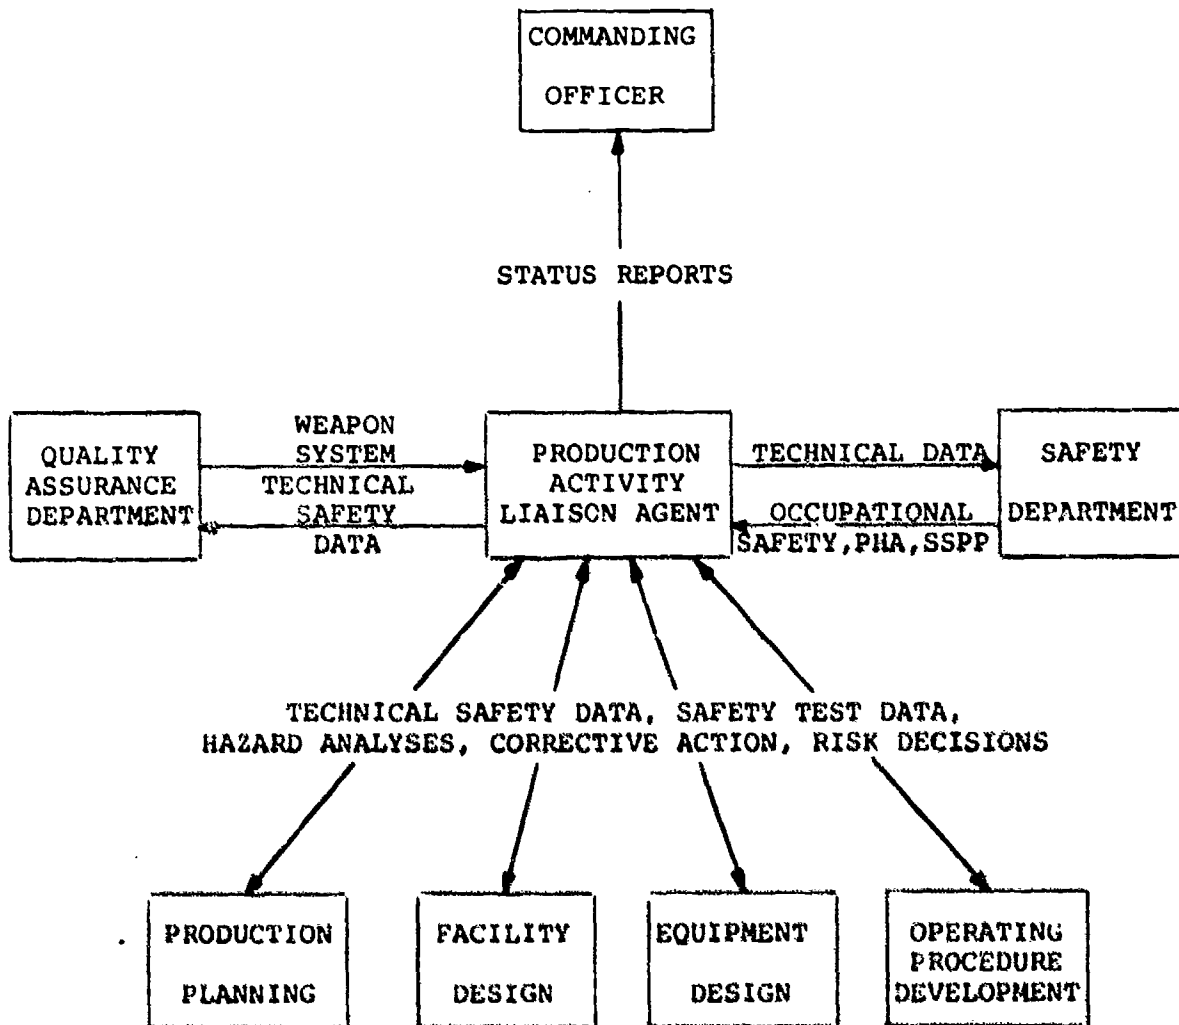 COMMANDING
OFFICER
STATUS REPORTS
QUALITY
ASSURANCE
DEPARTMENT
WEAPON
SYSTEM
TECHNICAL
SAFETY
DATA
PRODUCTION
ACTIVITY
LIAISON AGENT
TECHNICAL DATA
OCCUPATIONAL
SAFETY, PHA, SSPP
SAFETY
DEPARTMENT
TECHNICAL SAFETY DATA, SAFETY TEST DATA,
HAZARD ANALYSES, CORRECTIVE ACTION, RISK DECISIONS
PRODUCTION
PLANNING
FACILITY
DESIGN
EQUIPMENT
DESIGN
OPERATING
PROCEDURE
DEVELOPMENT